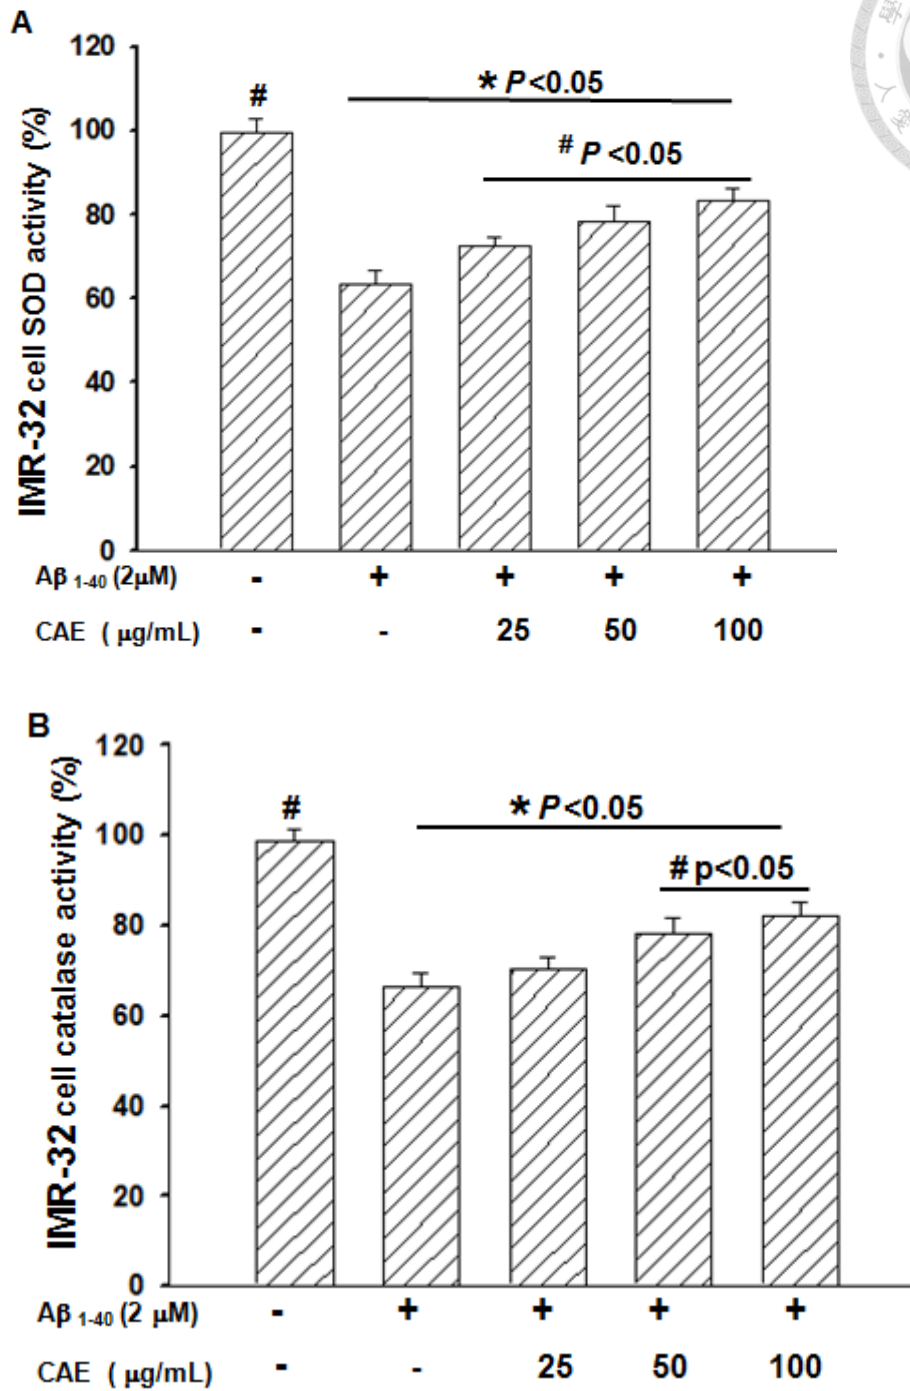 A
120
* P<0.05
#
100
# P <0.05
80
60
40
20
0
IMR-32 cell SOD activity (%)
Aβ 1-40 (2μM) - + + + +
CAE ( μg/mL) - - 25 50 100
學
人
B
120
* P<0.05
#
100
# p<0.05
80
60
40
20
0
IMR-32 cell catalase activity (%)
Aβ 1-40 (2 μM) - + + + +
CAE ( μg/mL) - - 25 50 100